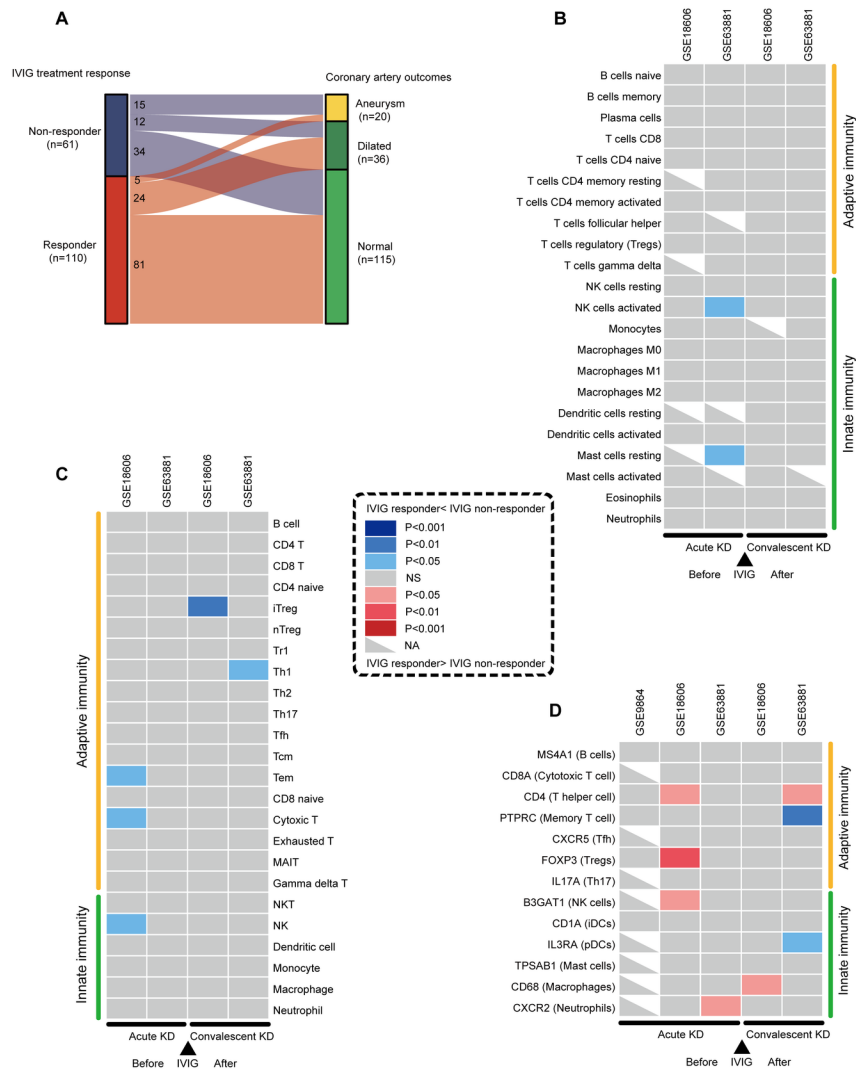 A
IVIG treatment response
Coronary artery outcomes
Non-responder
(n=61)
Responder
(n=110)
15
12
34
5
24
81
Aneurysm
(n=20)
Dilated
(n=36)
Normal
(n=115)
B
GSE18606
GSE63881
GSE18606
GSE63881
B cells naive
B cells memory
Plasma cells
T cells CD8
T cells CD4 naive
T cells CD4 memory resting
T cells CD4 memory activated
T cells follicular helper
T cells regulatory (Tregs)
T cells gamma delta
NK cells resting
NK cells activated
Monocytes
Macrophages M0
Macrophages M1
Macrophages M2
Dendritic cells resting
Dendritic cells activated
Mast cells resting
Mast cells activated
Eosinophils
Neutrophils
Adaptive immunity
Innate immunity
Acute KD
Convalescent KD
Before IVIG After
C
GSE18606
GSE63881
GSE18606
GSE63881
Adaptive immunity
Innate immunity
B cell
CD4 T
CD8 T
CD4 naive
iTreg
nTreg
Tr1
Th1
Th2
Th17
Tfh
Tcm
Tem
CD8 naive
Cytoxic T
Exhausted T
MAIT
Gamma delta T
NKT
NK
Dendritic cell
Monocyte
Macrophage
Neutrophil
Acute KD
Convalescent KD
Before IVIG After
IVIG responder< IVIG non-responder
P<0.001
P<0.01
P<0.05
NS
P<0.05
P<0.01
P<0.001
NA
IVIG responder> IVIG non-responder
D
GSE9864
GSE18606
GSE63881
GSE18606
GSE63881
MS4A1 (B cells)
CD8A (Cytotoxic T cell)
CD4 (T helper cell)
PTPRC (Memory T cell)
CXCR5 (Tfh)
FOXP3 (Tregs)
IL17A (Th17)
B3GAT1 (NK cells)
CD1A (iDCs)
IL3RA (pDCs)
TPSAB1 (Mast cells)
CD68 (Macrophages)
CXCR2 (Neutrophils)
Adaptive immunity
Innate immunity
Acute KD
Convalescent KD
Before IVIG After